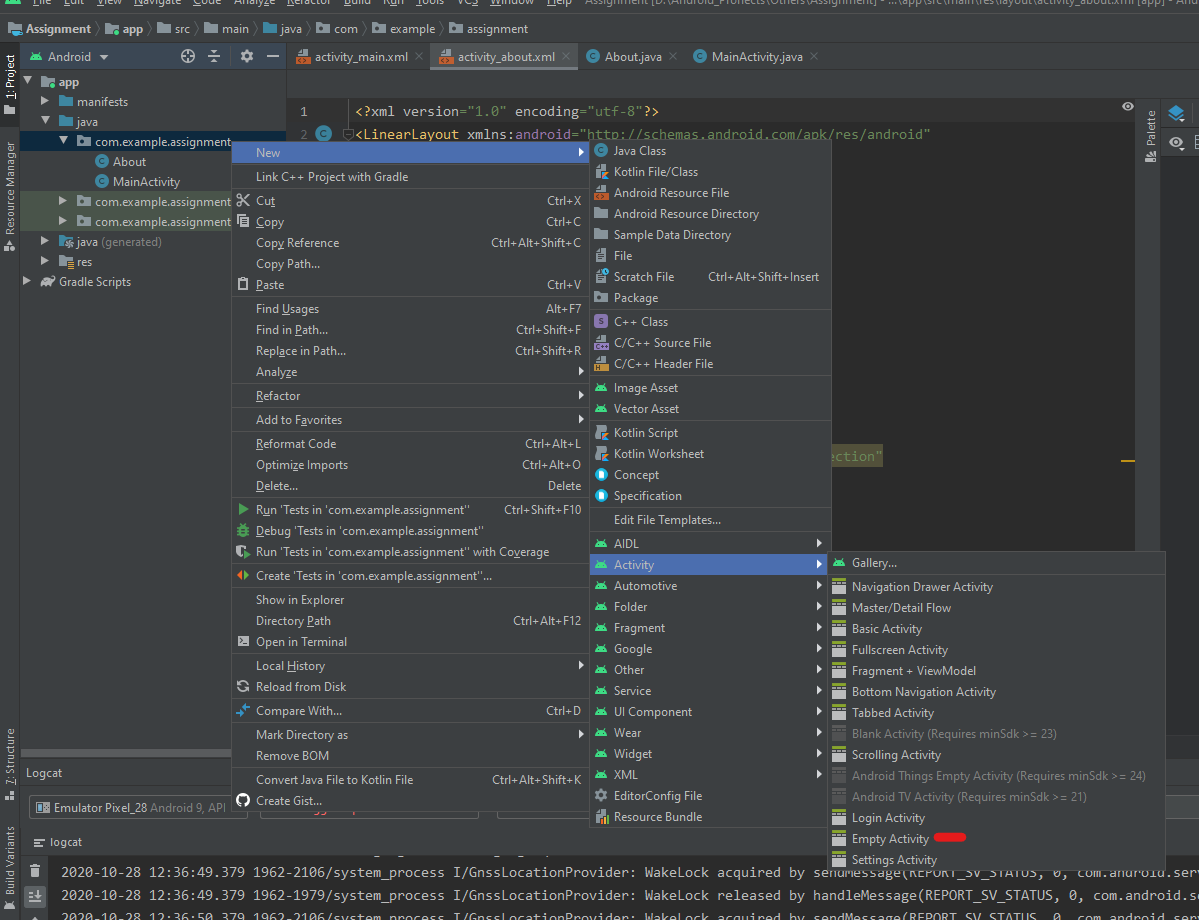 File Edit View Navigate Code Analyze Refactor Build Run Tools VCS Window Help Assignment [D:\Android_Projects\Others\Assignment] - ...\app\src\main\res\layout\activity_about.xml [app]
Assignment app src main java com example assignment
Android
activity_main.xml
activity_about.xml
About.java
MainActivity.java
1: Project
Resource Manager
7: Structure
Build Variants
app
manifests
java
com.example.assignment
About
MainActivity
com.example.assignment
com.example.assignment
java (generated)
res
Gradle Scripts
1 <?xml version="1.0" encoding="utf-8"?>
2 <LinearLayout xmlns:android="http://schemas.android.com/apk/res/android"
ection"
Palette
New
Link C++ Project with Gradle
Cut Ctrl+X
Copy Ctrl+C
Copy Reference Ctrl+Alt+Shift+C
Copy Path...
Paste Ctrl+V
Find Usages Alt+F7
Find in Path... Ctrl+Shift+F
Replace in Path... Ctrl+Shift+R
Analyze
Refactor
Add to Favorites
Reformat Code Ctrl+Alt+L
Optimize Imports Ctrl+Alt+O
Delete... Delete
Run 'Tests in 'com.example.assignment'' Ctrl+Shift+F10
Debug 'Tests in 'com.example.assignment''
Run 'Tests in 'com.example.assignment'' with Coverage
Create 'Tests in 'com.example.assignment''...
Show in Explorer
Directory Path Ctrl+Alt+F12
Open in Terminal
Local History
Reload from Disk
Compare With... Ctrl+D
Mark Directory as
Remove BOM
Convert Java File to Kotlin File Ctrl+Alt+Shift+K
Create Gist...
Java Class
Kotlin File/Class
Android Resource File
Android Resource Directory
Sample Data Directory
File
Scratch File Ctrl+Alt+Shift+Insert
Package
C++ Class
C/C++ Source File
C/C++ Header File
Image Asset
Vector Asset
Kotlin Script
Kotlin Worksheet
Concept
Specification
Edit File Templates...
AIDL
Activity
Automotive
Folder
Fragment
Google
Other
Service
UI Component
Wear
Widget
XML
EditorConfig File
Resource Bundle
Gallery...
Navigation Drawer Activity
Master/Detail Flow
Basic Activity
Fullscreen Activity
Fragment + ViewModel
Bottom Navigation Activity
Tabbed Activity
Blank Activity (Requires minSdk >= 23)
Scrolling Activity
Android Things Empty Activity (Requires minSdk >= 24)
Android TV Activity (Requires minSdk >= 21)
Login Activity
Empty Activity
Settings Activity
Logcat
Emulator Pixel_28 Android 9, API
logcat
2020-10-28 12:36:49.379 1962-2106/system_process I/GnssLocationProvider: WakeLock acquired by sendMessage(REPORT_SV_STATUS, 0, com.android.serv
2020-10-28 12:36:49.379 1962-1979/system_process I/GnssLocationProvider: WakeLock released by handleMessage(REPORT_SV_STATUS, 0, com.android.s
2020-10-28 12:36:50.379 1962-2106/system_process I/GnssLocationProvider: WakeLock acquired by sendMessage(REPORT_SV_STATUS, 0, com.android.serv